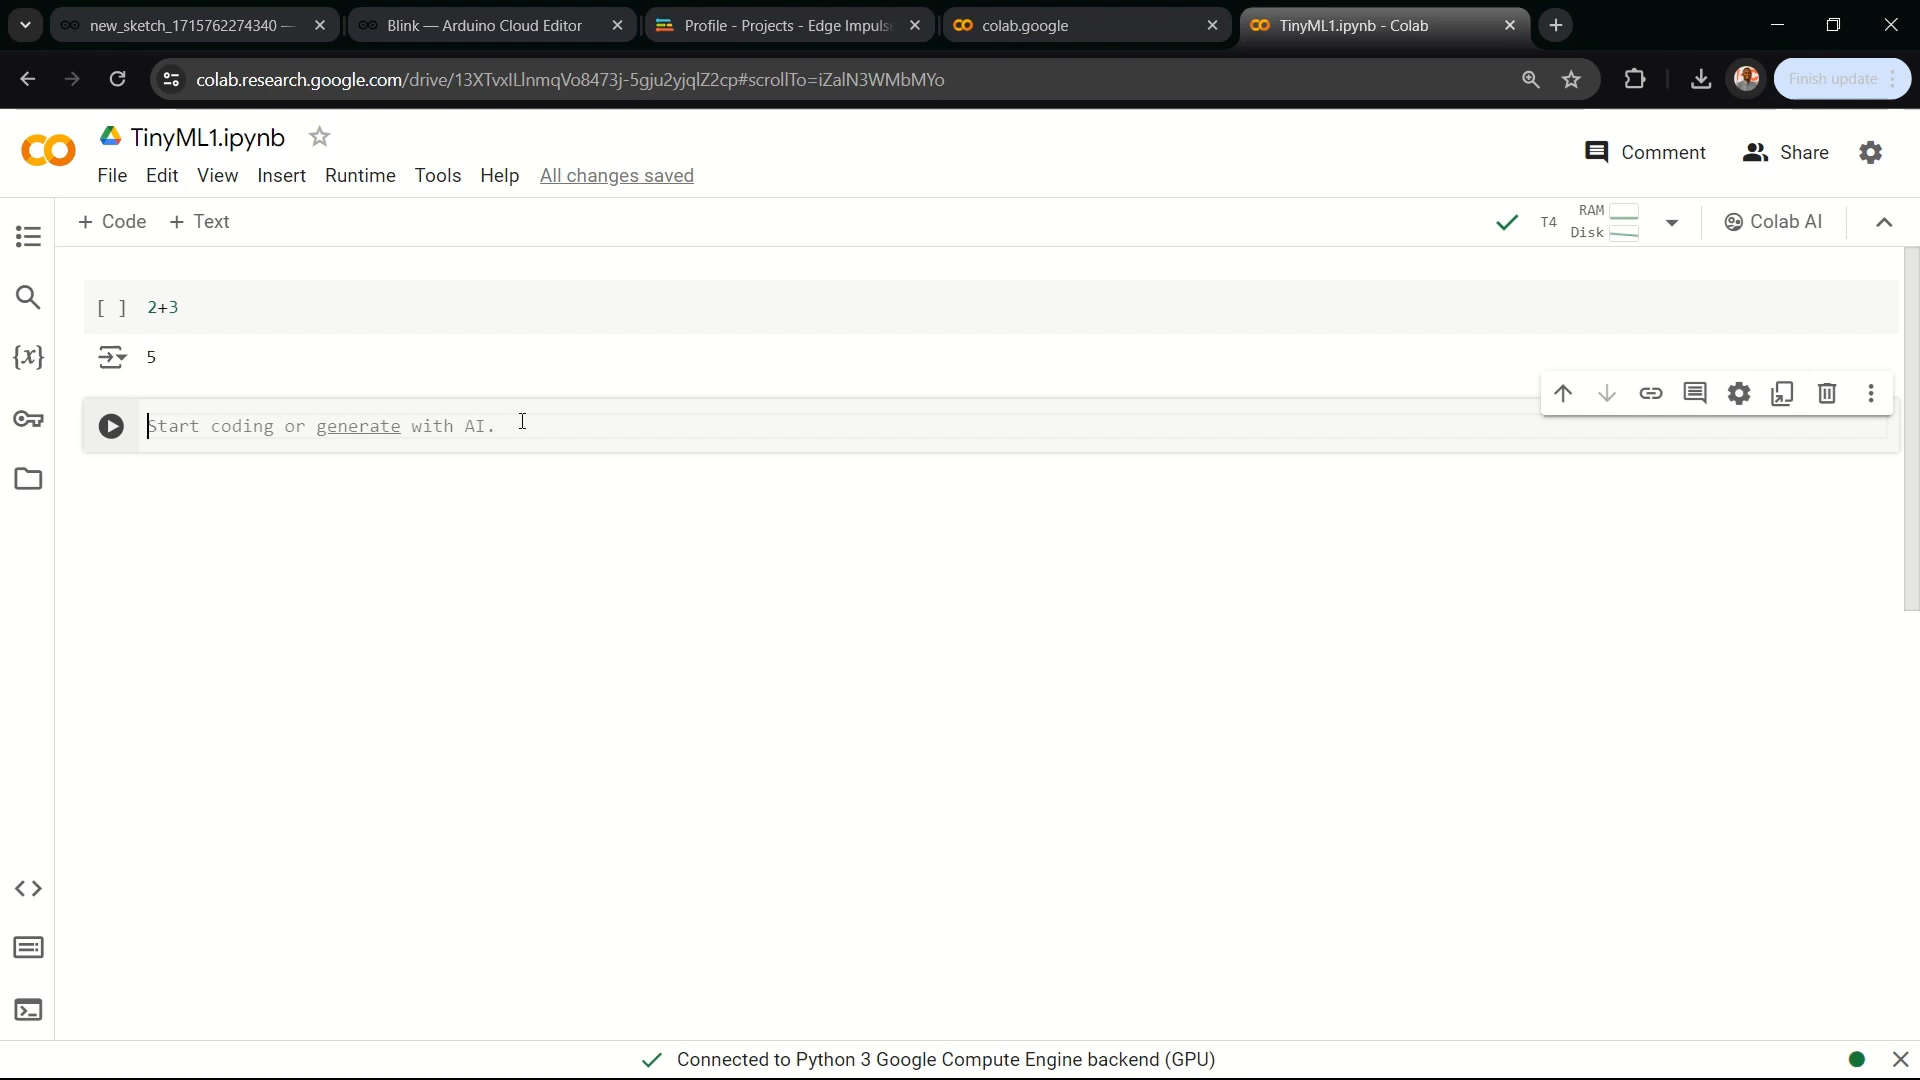 new_sketch_1715762274340 —
Blink — Arduino Cloud Editor
Profile - Projects - Edge Impuls
colab.google
TinyML1.ipynb - Colab
colab.research.google.com/drive/13XTvxlLlnmqVo8473j-5gju2yjqlZ2cp#scrollTo=iZaIN3WMbMYo
Finish update
TinyML1.ipynb
Comment
Share
File Edit View Insert Runtime Tools Help All changes saved
+ Code + Text
T4
RAM
Disk
Colab AI
[ ] 2+3
{x}
5
Start coding or generate with AI.
Connected to Python 3 Google Compute Engine backend (GPU)